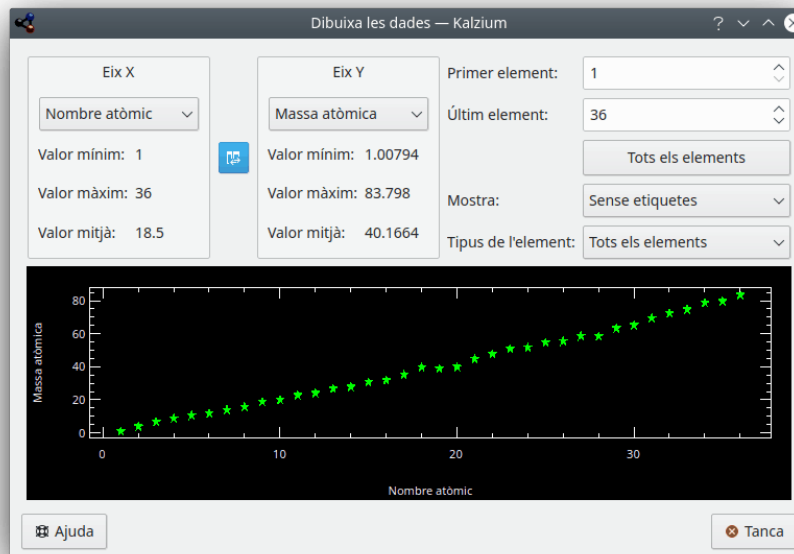 Dibuixa les dades — Kalzium
Eix X
Nombre atòmic
Valor mínim: 1
Valor màxim: 36
Valor mitjà: 18.5
Eix Y
Massa atòmica
Valor mínim: 1.00794
Valor màxim: 83.798
Valor mitjà: 40.1664
Primer element: 1
Últim element: 36
Tots els elements
Mostra: Sense etiquetes
Tipus de l'element: Tots els elements
Massa atòmica
80
60
40
20
0
0 10 20 30
Nombre atòmic
Ajuda
Tanca